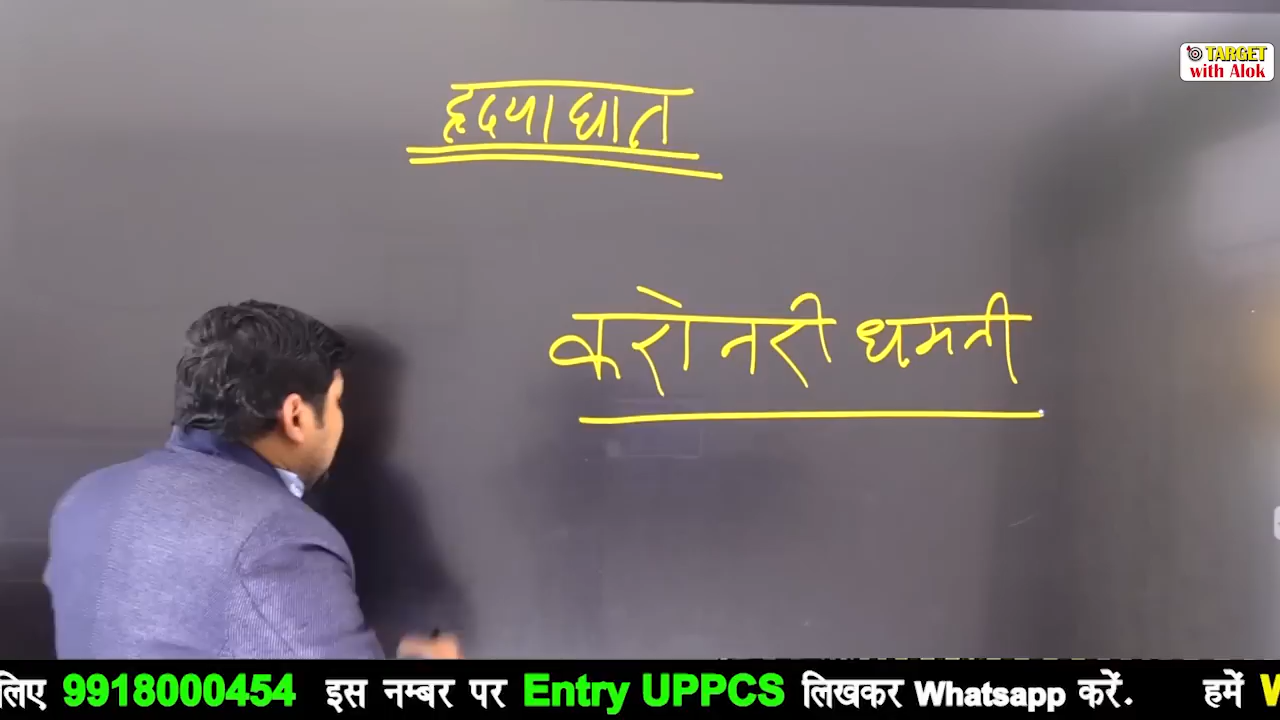 TARGET
with Alok
हृदयाघात
करोनरी धमनी
लिए 9918000454 इस नम्बर पर Entry UPPCS लिखकर Whatsapp करें. हमें